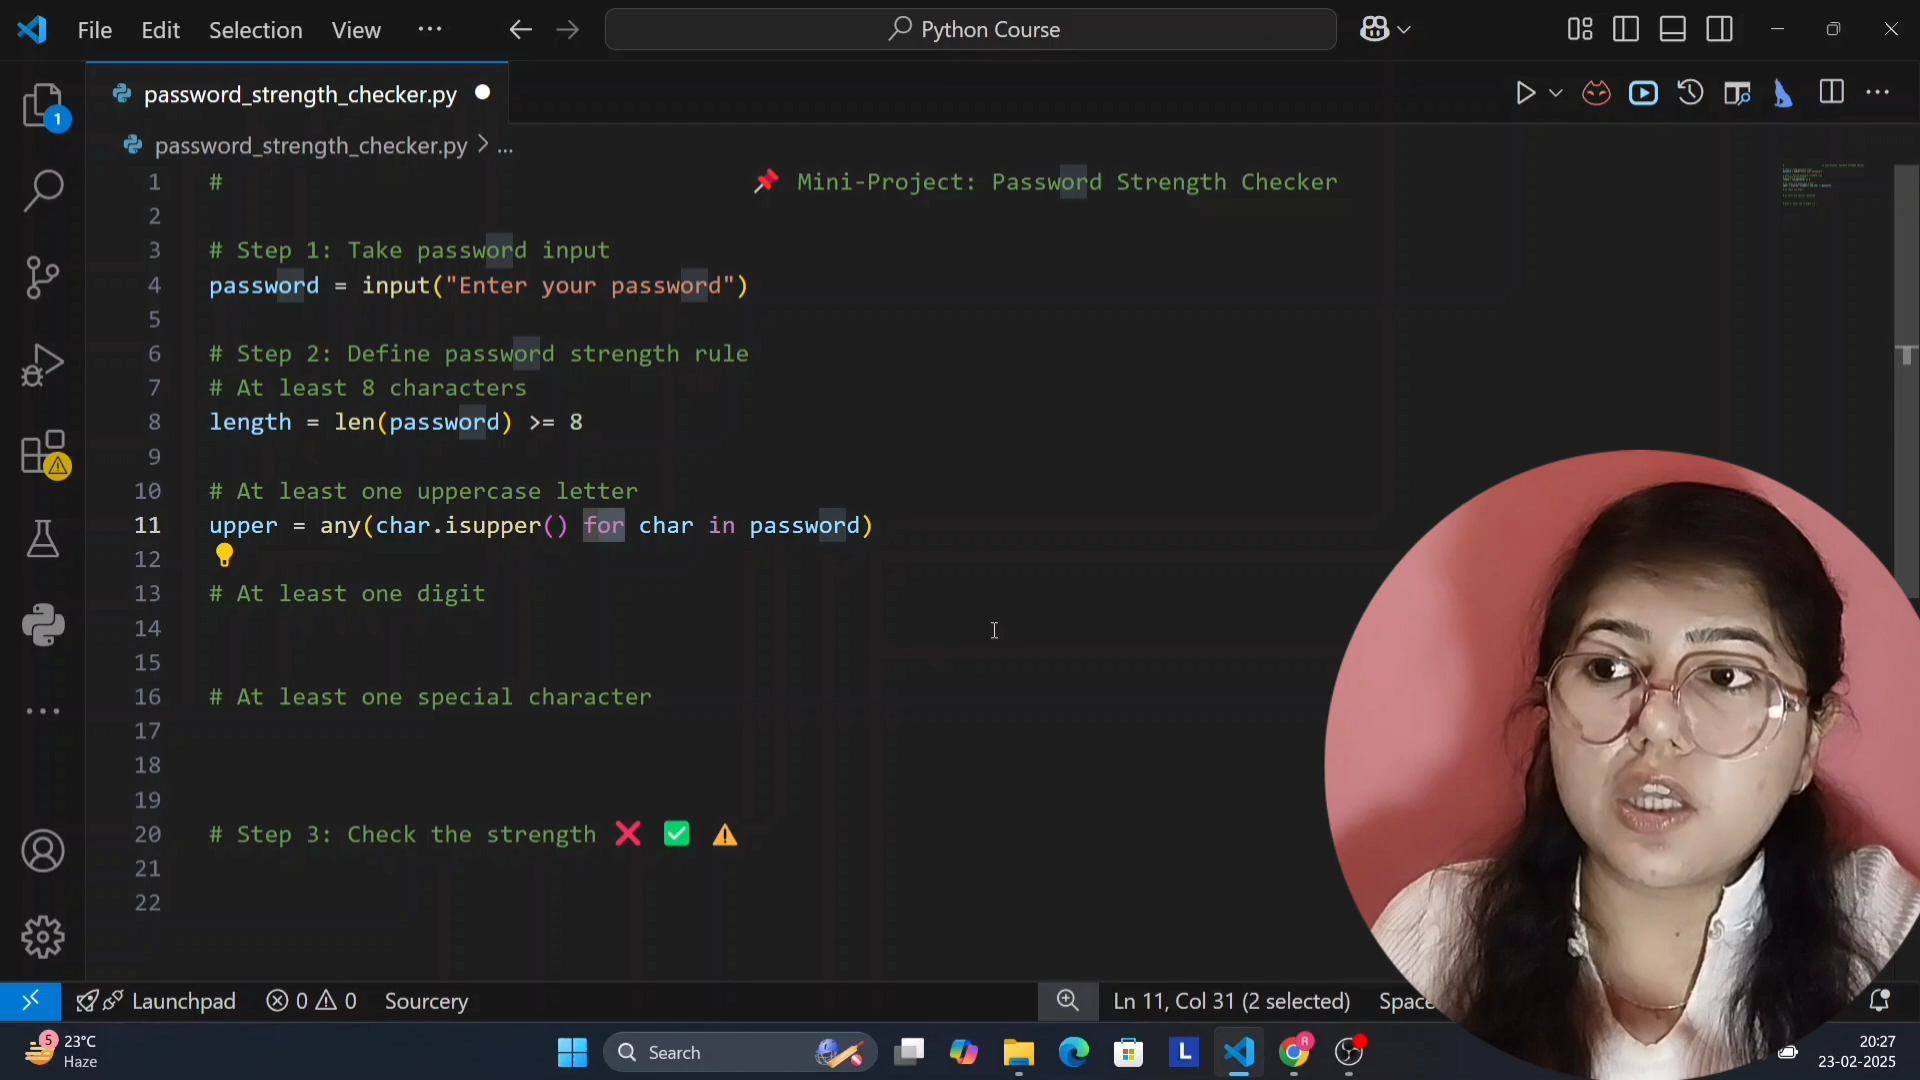 File Edit Selection View ... Python Course
password_strength_checker.py
1
password_strength_checker.py > ...
1 # 📌 Mini-Project: Password Strength Checker
2
3 # Step 1: Take password input
4 password = input("Enter your password")
5
6 # Step 2: Define password strength rule
7 # At least 8 characters
8 length = len(password) >= 8
9
10 # At least one uppercase letter
11 upper = any(char.isupper() for char in password)
12
13 # At least one digit
14
15
16 # At least one special character
17
18
19
20 # Step 3: Check the strength ❌ ✅ ⚠️
21
22
Launchpad 0 0 Sourcery Ln 11, Col 31 (2 selected)
5 23°C
Haze
Search
L
R
20:27
23-02-2025